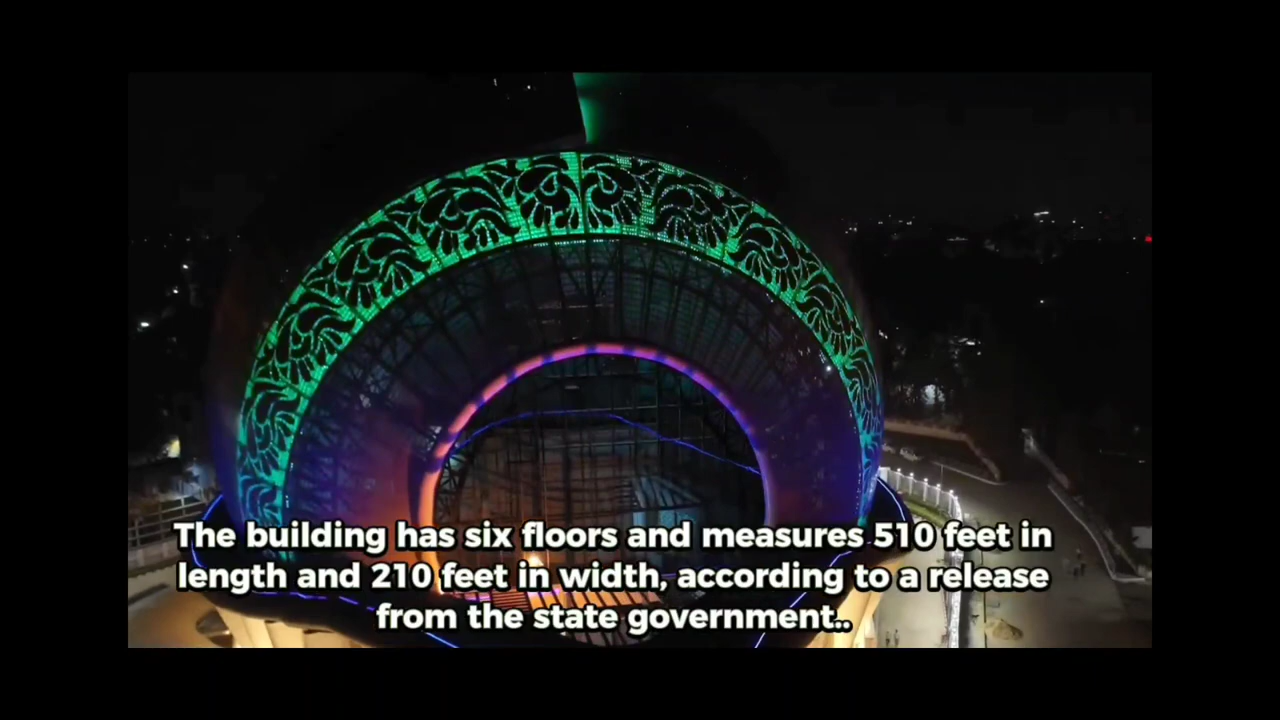 The building has six floors and measures 510 feet in
length and 210 feet in width, according to a release
from the state government..